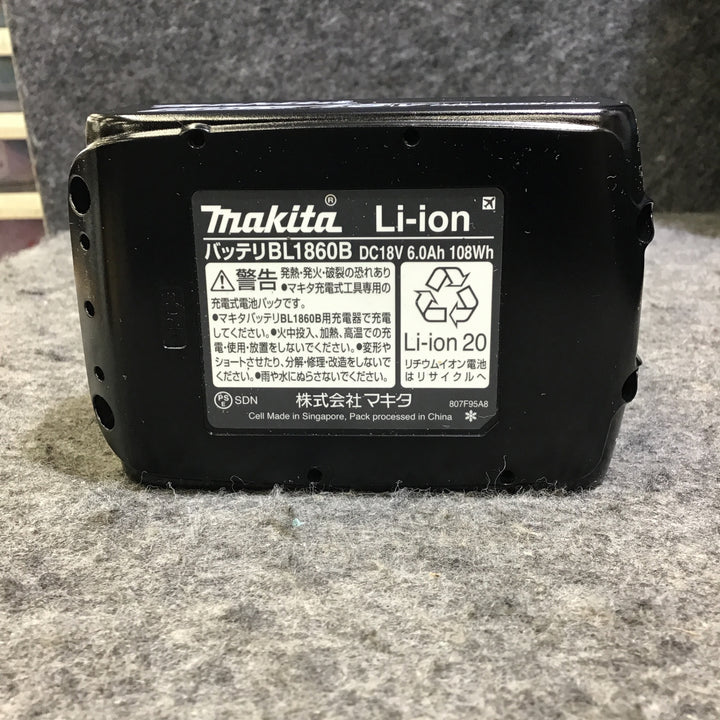 makita® Li-ion
バッテリBL1860B DC18V 6.0Ah 108Wh
警告 発熱・発火・破裂の恐れあり
●マキタ充電式工具専用の
充電式電池パックです。
●マキタバッテリBL1860B用充電器で充電
してください。●火中投入、加熱、高温での充
電・使用・放置をしないでください。●変形や
ショートさせたり、分解・修理・改造をしないで
ください。●雨や水にぬらさないでください。
Li-ion 20
リチウムイオン電池
はリサイクルへ
PS E SDN 株式会社マキタ 807F95A8
Cell Made in Singapore, Pack processed in China